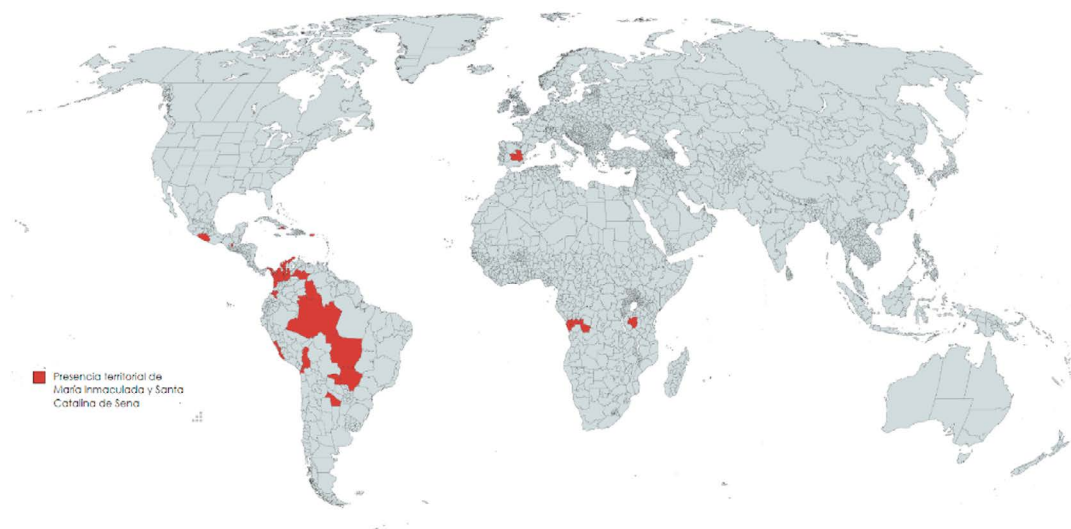 Presencia territorial de
María Inmaculada y Santa
Catalina de Sena